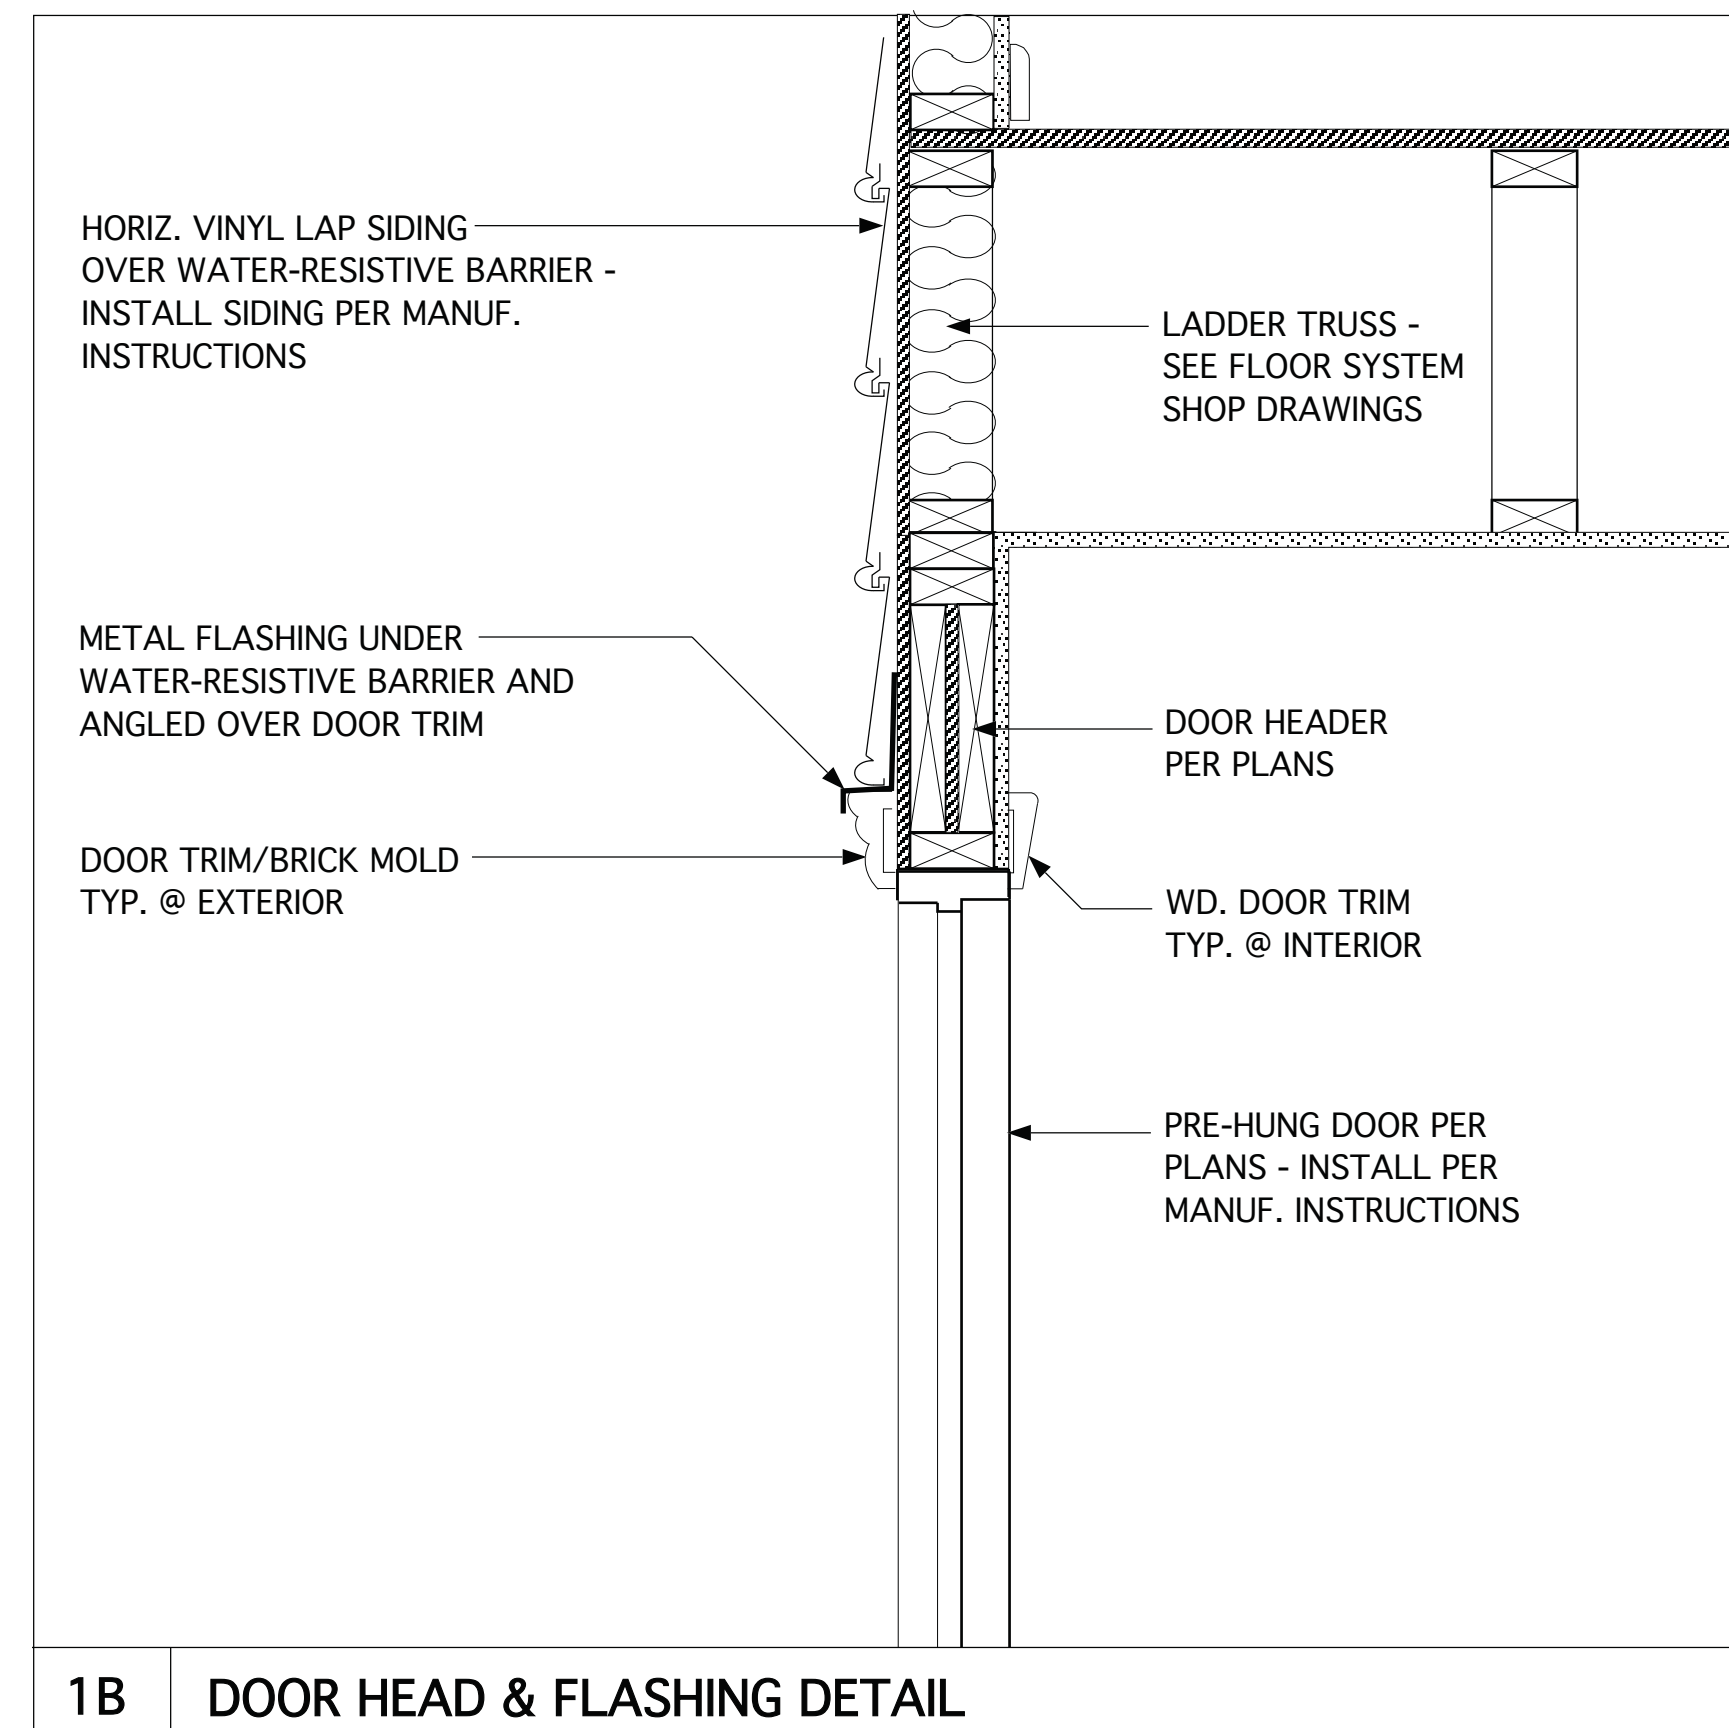 HORIZ. VINYL LAP SIDING
OVER WATER-RESISTIVE BARRIER -
INSTALL SIDING PER MANUF.
INSTRUCTIONS
LADDER TRUSS -
SEE FLOOR SYSTEM
SHOP DRAWINGS
METAL FLASHING UNDER
WATER-RESISTIVE BARRIER AND
ANGLED OVER DOOR TRIM
DOOR HEADER
PER PLANS
DOOR TRIM/BRICK MOLD
TYP. @ EXTERIOR
WD. DOOR TRIM
TYP. @ INTERIOR
PRE-HUNG DOOR PER
PLANS - INSTALL PER
MANUF. INSTRUCTIONS
1B DOOR HEAD & FLASHING DETAIL